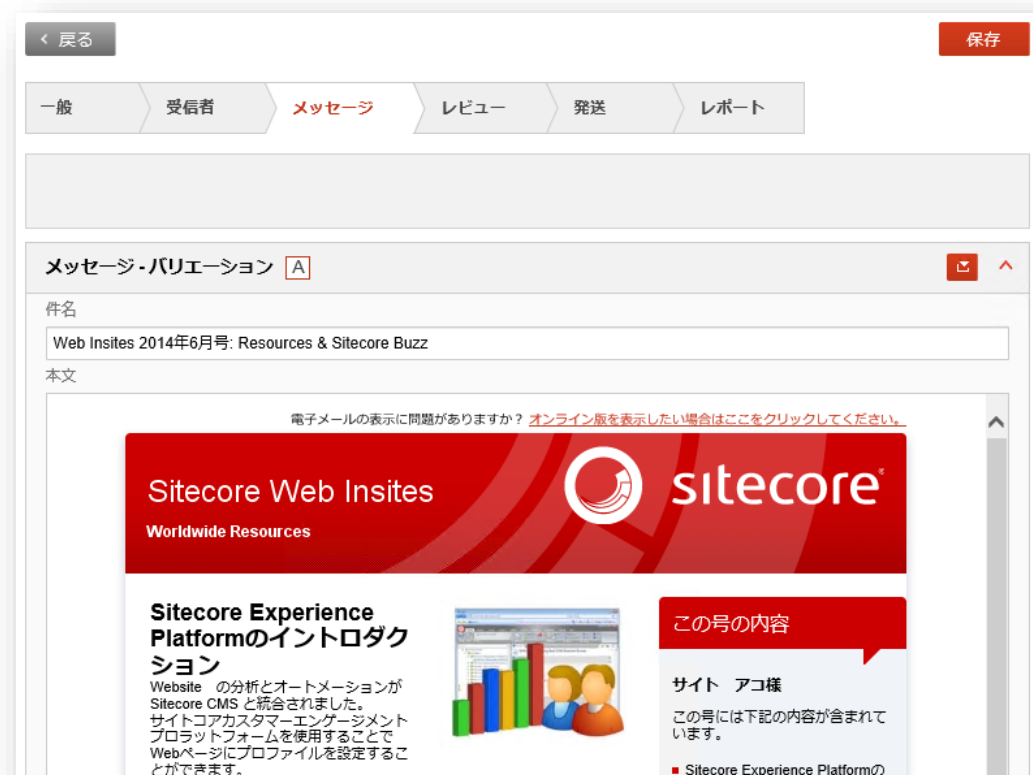 戻る
保存
一般
受信者
メッセージ
レビュー
発送
レポート
メッセージ - バリエーション A
件名
Web Insites 2014年6月号: Resources & Sitecore Buzz
本文
電子メールの表示に問題がありますか？ オンライン版を表示したい場合はここをクリックしてください。
Sitecore Web Insites
sitecore
Worldwide Resources
Sitecore Experience
Platformのイントロダク
ション
Website　の分析とオートメーションが
Sitecore CMS と統合されました。
サイトコアカスタマーエンゲージメント
プロラットフォームを使用することで
Webページにプロファイルを設定するこ
とができます。
この号の内容
サイト　アコ様
この号には下記の内容が含まれて
います。
Sitecore Experience Platformの